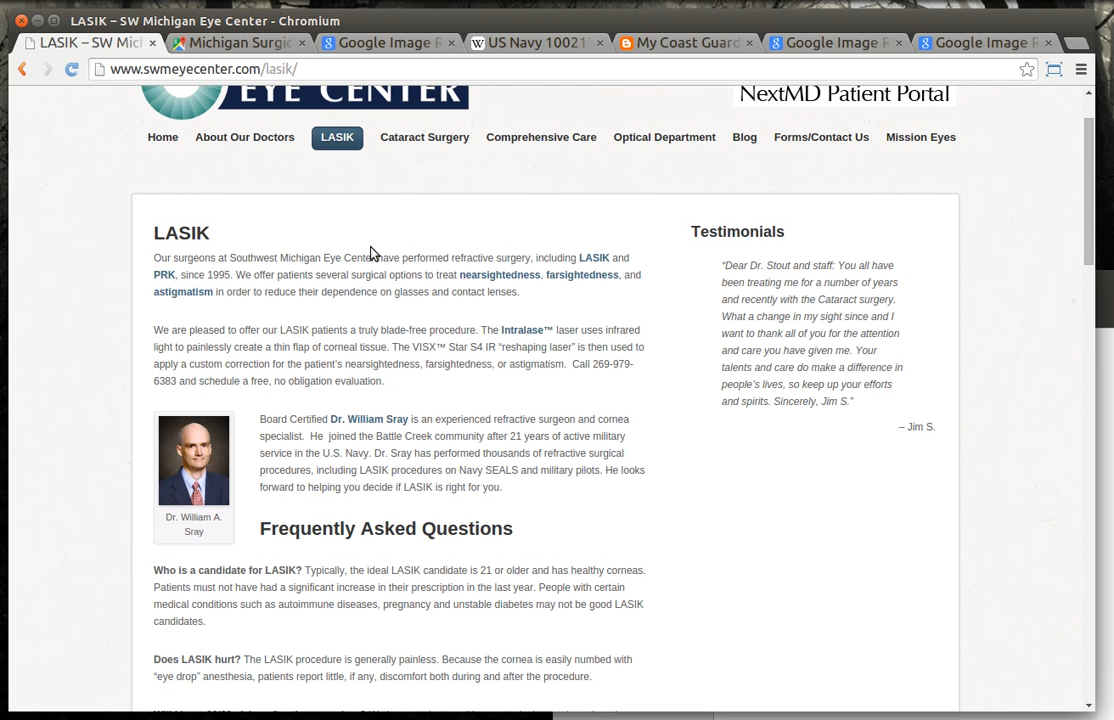 LASIK – SW Michigan Eye Center - Chromium
LASIK – SW Mich
Michigan Surgic
Google Image R
US Navy 10021
My Coast Guard
Google Image R
Google Image R
www.swmeyecenter.com/lasik/
EYE CENTER
NextMD Patient Portal
Home About Our Doctors LASIK Cataract Surgery Comprehensive Care Optical Department Blog Forms/Contact Us Mission Eyes
LASIK
Our surgeons at Southwest Michigan Eye Center have performed refractive surgery, including LASIK and
PRK, since 1995. We offer patients several surgical options to treat nearsightedness, farsightedness, and
astigmatism in order to reduce their dependence on glasses and contact lenses.
We are pleased to offer our LASIK patients a truly blade-free procedure. The Intralase™ laser uses infrared
light to painlessly create a thin flap of corneal tissue. The VISX™ Star S4 IR “reshaping laser” is then used to
apply a custom correction for the patient’s nearsightedness, farsightedness, or astigmatism. Call 269-979-
6383 and schedule a free, no obligation evaluation.
Dr. William A.
Sray
Board Certified Dr. William Sray is an experienced refractive surgeon and cornea
specialist. He joined the Battle Creek community after 21 years of active military
service in the U.S. Navy. Dr. Sray has performed thousands of refractive surgical
procedures, including LASIK procedures on Navy SEALS and military pilots. He looks
forward to helping you decide if LASIK is right for you.
Frequently Asked Questions
Who is a candidate for LASIK? Typically, the ideal LASIK candidate is 21 or older and has healthy corneas.
Patients must not have had a significant increase in their prescription in the last year. People with certain
medical conditions such as autoimmune diseases, pregnancy and unstable diabetes may not be good LASIK
candidates.
Does LASIK hurt? The LASIK procedure is generally painless. Because the cornea is easily numbed with
“eye drop” anesthesia, patients report little, if any, discomfort both during and after the procedure.
Testimonials
“Dear Dr. Stout and staff: You all have
been treating me for a number of years
and recently with the Cataract surgery.
What a change in my sight since and I
want to thank all of you for the attention
and care you have given me. Your
talents and care do make a difference in
people’s lives, so keep up your efforts
and spirits. Sincerely, Jim S.”
– Jim S.